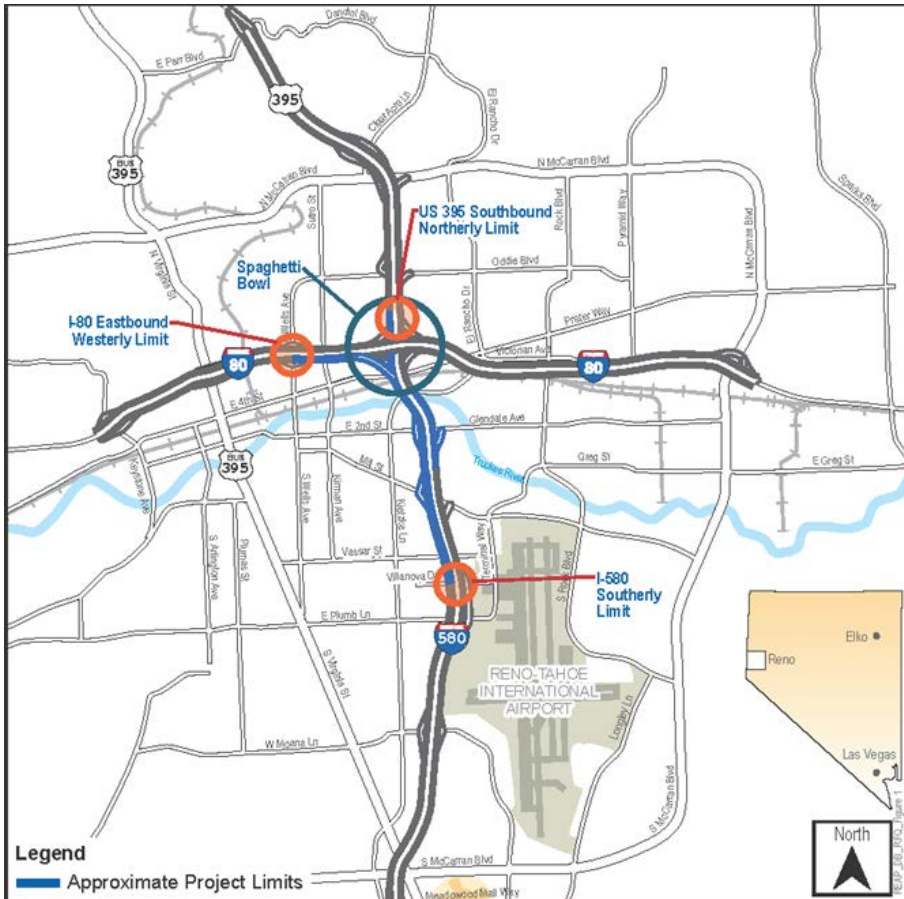 Dandini Blvd
E Parr Blvd
395
Clear Acre Ln
El Rancho Dr
BUS
395
N McCarran Blvd
N McCarran Blvd
Sutro St
Rock Blvd
Pyramid Way
Sparks Blvd
US 395 Southbound
Northerly Limit
N McCarran Blvd
N Virginia St
Spaghetti
Bowl
Oddie Blvd
Wells Ave
El Rancho Dr
Prater Way
I-80 Eastbound
Westerly Limit
Victorian Ave
80
80
E 4th St
E 2nd St
Glendale Ave
Keystone Ave
BUS
395
Mill St
Truckee River
Greg St
E Greg St
S Wells Ave
Kirman Ave
Kietzke Ln
S Arlington Ave
Plumas St
Vassar St
Terminal Way
S Rock Blvd
Villanova D
I-580
Southerly
Limit
E Plumb Ln
580
S Virginia St
RENO-TAHOE
INTERNATIONAL
AIRPORT
Longley Ln
Elko
Reno
Las Vegas
W Moana Ln
S McCarran Blvd
North
REAP_DB_RFQ_Figure 1
Legend
Approximate Project Limits
S McCarran Blvd
Meadowood Mall Way